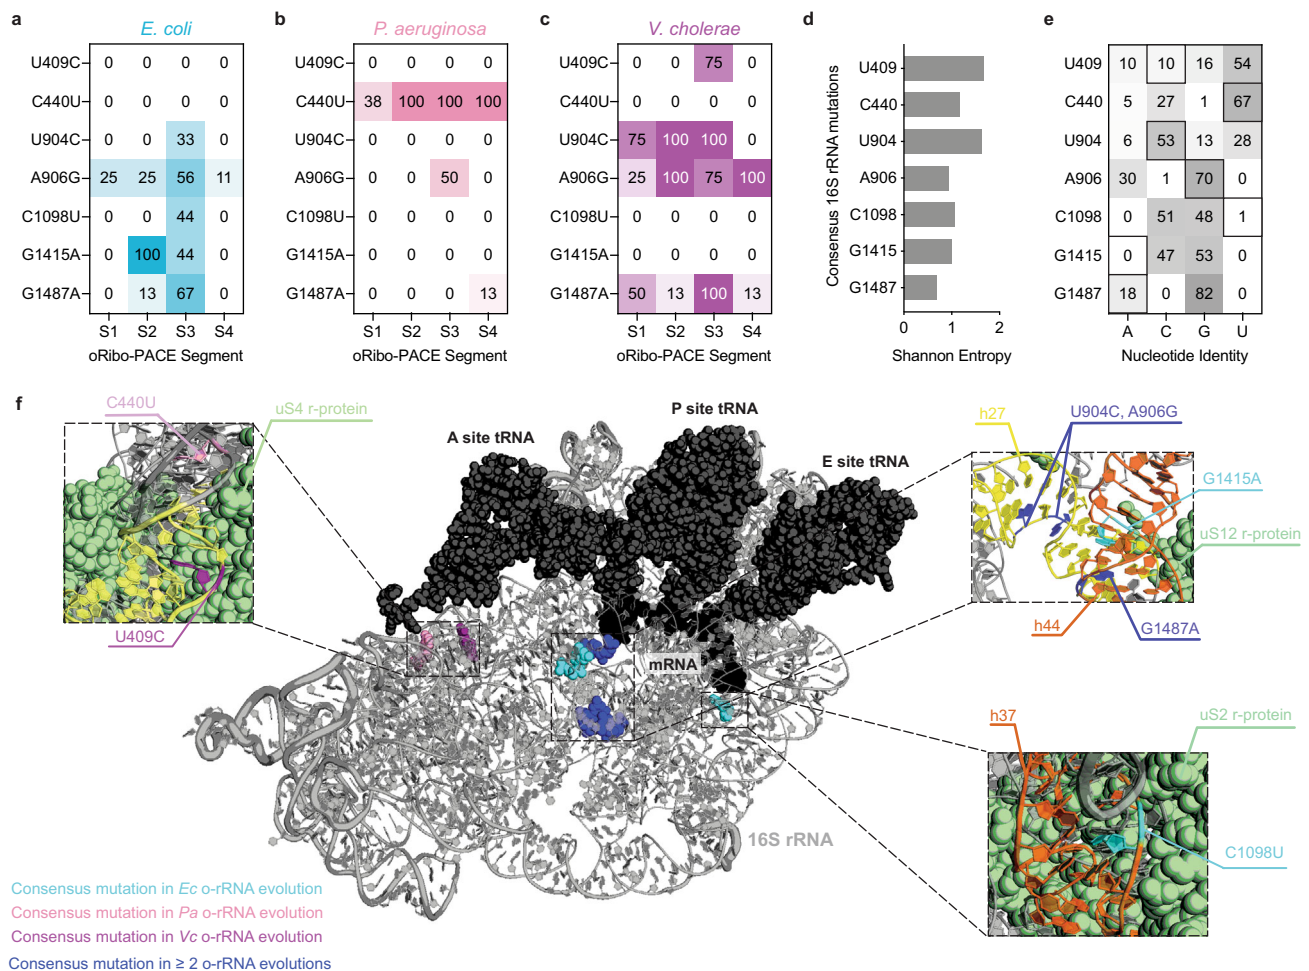 a
E. coli
U409C 0 0 0 0
C440U 0 0 0 0
U904C 0 0 33 0
A906G 25 25 56 11
C1098U 0 0 44 0
G1415A 0 100 44 0
G1487A 0 13 67 0
S1 S2 S3 S4
oRibo-PACE Segment
b
P. aeruginosa
U409C 0 0 0 0
C440U 38 100 100 100
U904C 0 0 0 0
A906G 0 0 50 0
C1098U 0 0 0 0
G1415A 0 0 0 0
G1487A 0 0 0 13
S1 S2 S3 S4
oRibo-PACE Segment
c
V. cholerae
U409C 0 0 75 0
C440U 0 0 0 0
U904C 75 100 100 0
A906G 25 100 75 100
C1098U 0 0 0 0
G1415A 0 0 0 0
G1487A 50 13 100 13
S1 S2 S3 S4
oRibo-PACE Segment
d
Consensus 16S rRNA mutations
U409
C440
U904
A906
C1098
G1415
G1487
0 1 2
Shannon Entropy
e
U409 10 10 16 54
C440 5 27 1 67
U904 6 53 13 28
A906 30 1 70 0
C1098 0 51 48 1
G1415 47 53
G1487 18 0 82 0
A C G U
Nucleotide Identity
f
C440U
uS4 r-protein
U409C
A site tRNA
P site tRNA
E site tRNA
mRNA
16S rRNA
h27
U904C, A906G
G1415A
uS12 r-protein
h44
G1487A
h37
uS2 r-protein
C1098U
Consensus mutation in Ec o-rRNA evolution
Consensus mutation in Pa o-rRNA evolution
Consensus mutation in Vc o-rRNA evolution
Consensus mutation in ≥ 2 o-rRNA evolutions